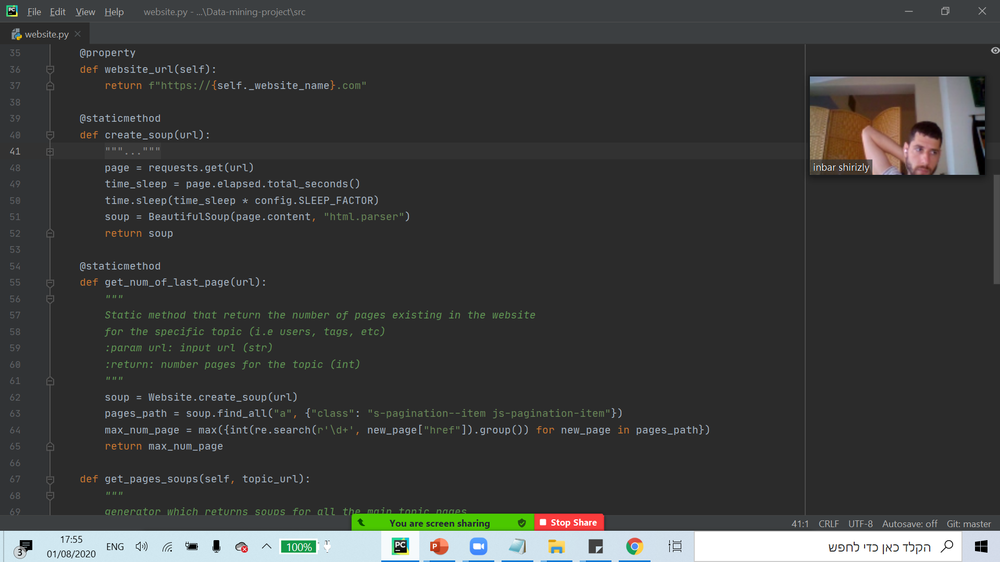 PC File Edit View Help website.py - ...\Data-mining-project\src
website.py
35 @property
36 def website_url(self):
37 return f"https://{self._website_name}.com"
38
39 @staticmethod
40 def create_soup(url):
41 """..."""
48 page = requests.get(url)
49 time_sleep = page.elapsed.total_seconds()
50 time.sleep(time_sleep * config.SLEEP_FACTOR)
51 soup = BeautifulSoup(page.content, "html.parser")
52 return soup
53
54 @staticmethod
55 def get_num_of_last_page(url):
56 """
57 Static method that return the number of pages existing in the website
58 for the specific topic (i.e users, tags, etc)
59 :param url: input url (str)
60 :return: number pages for the topic (int)
61 """
62 soup = Website.create_soup(url)
63 pages_path = soup.find_all("a", {"class": "s-pagination--item js-pagination-item"})
64 max_num_page = max({int(re.search(r'\d+', new_page["href"]).group()) for new_page in pages_path})
65 return max_num_page
66
67 def get_pages_soups(self, topic_url):
68 """
69 generator which returns soups for all the main topic pages
inbar shirizly
You are screen sharing Stop Share
41:1 CRLF UTF-8 Autosave: off Git: master
3 17:55 ENG 100% PC P הקלד כאן כדי לחפש
01/08/2020